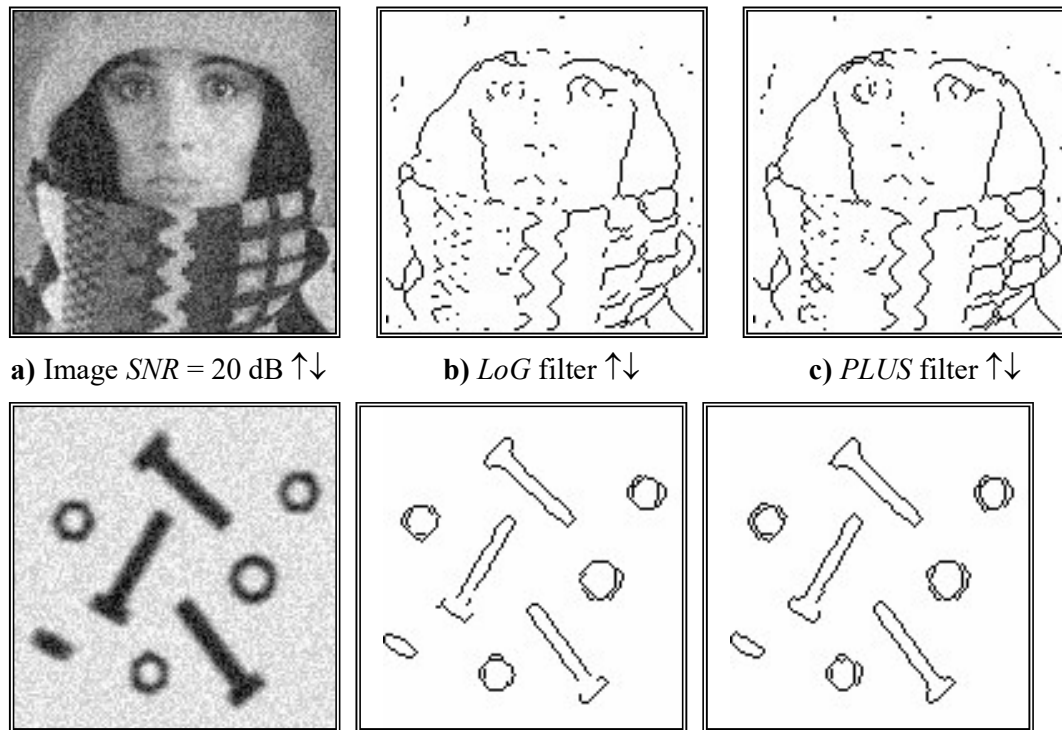 a) Image SNR = 20 dB ↑↓ b) LoG filter ↑↓ c) PLUS filter ↑↓